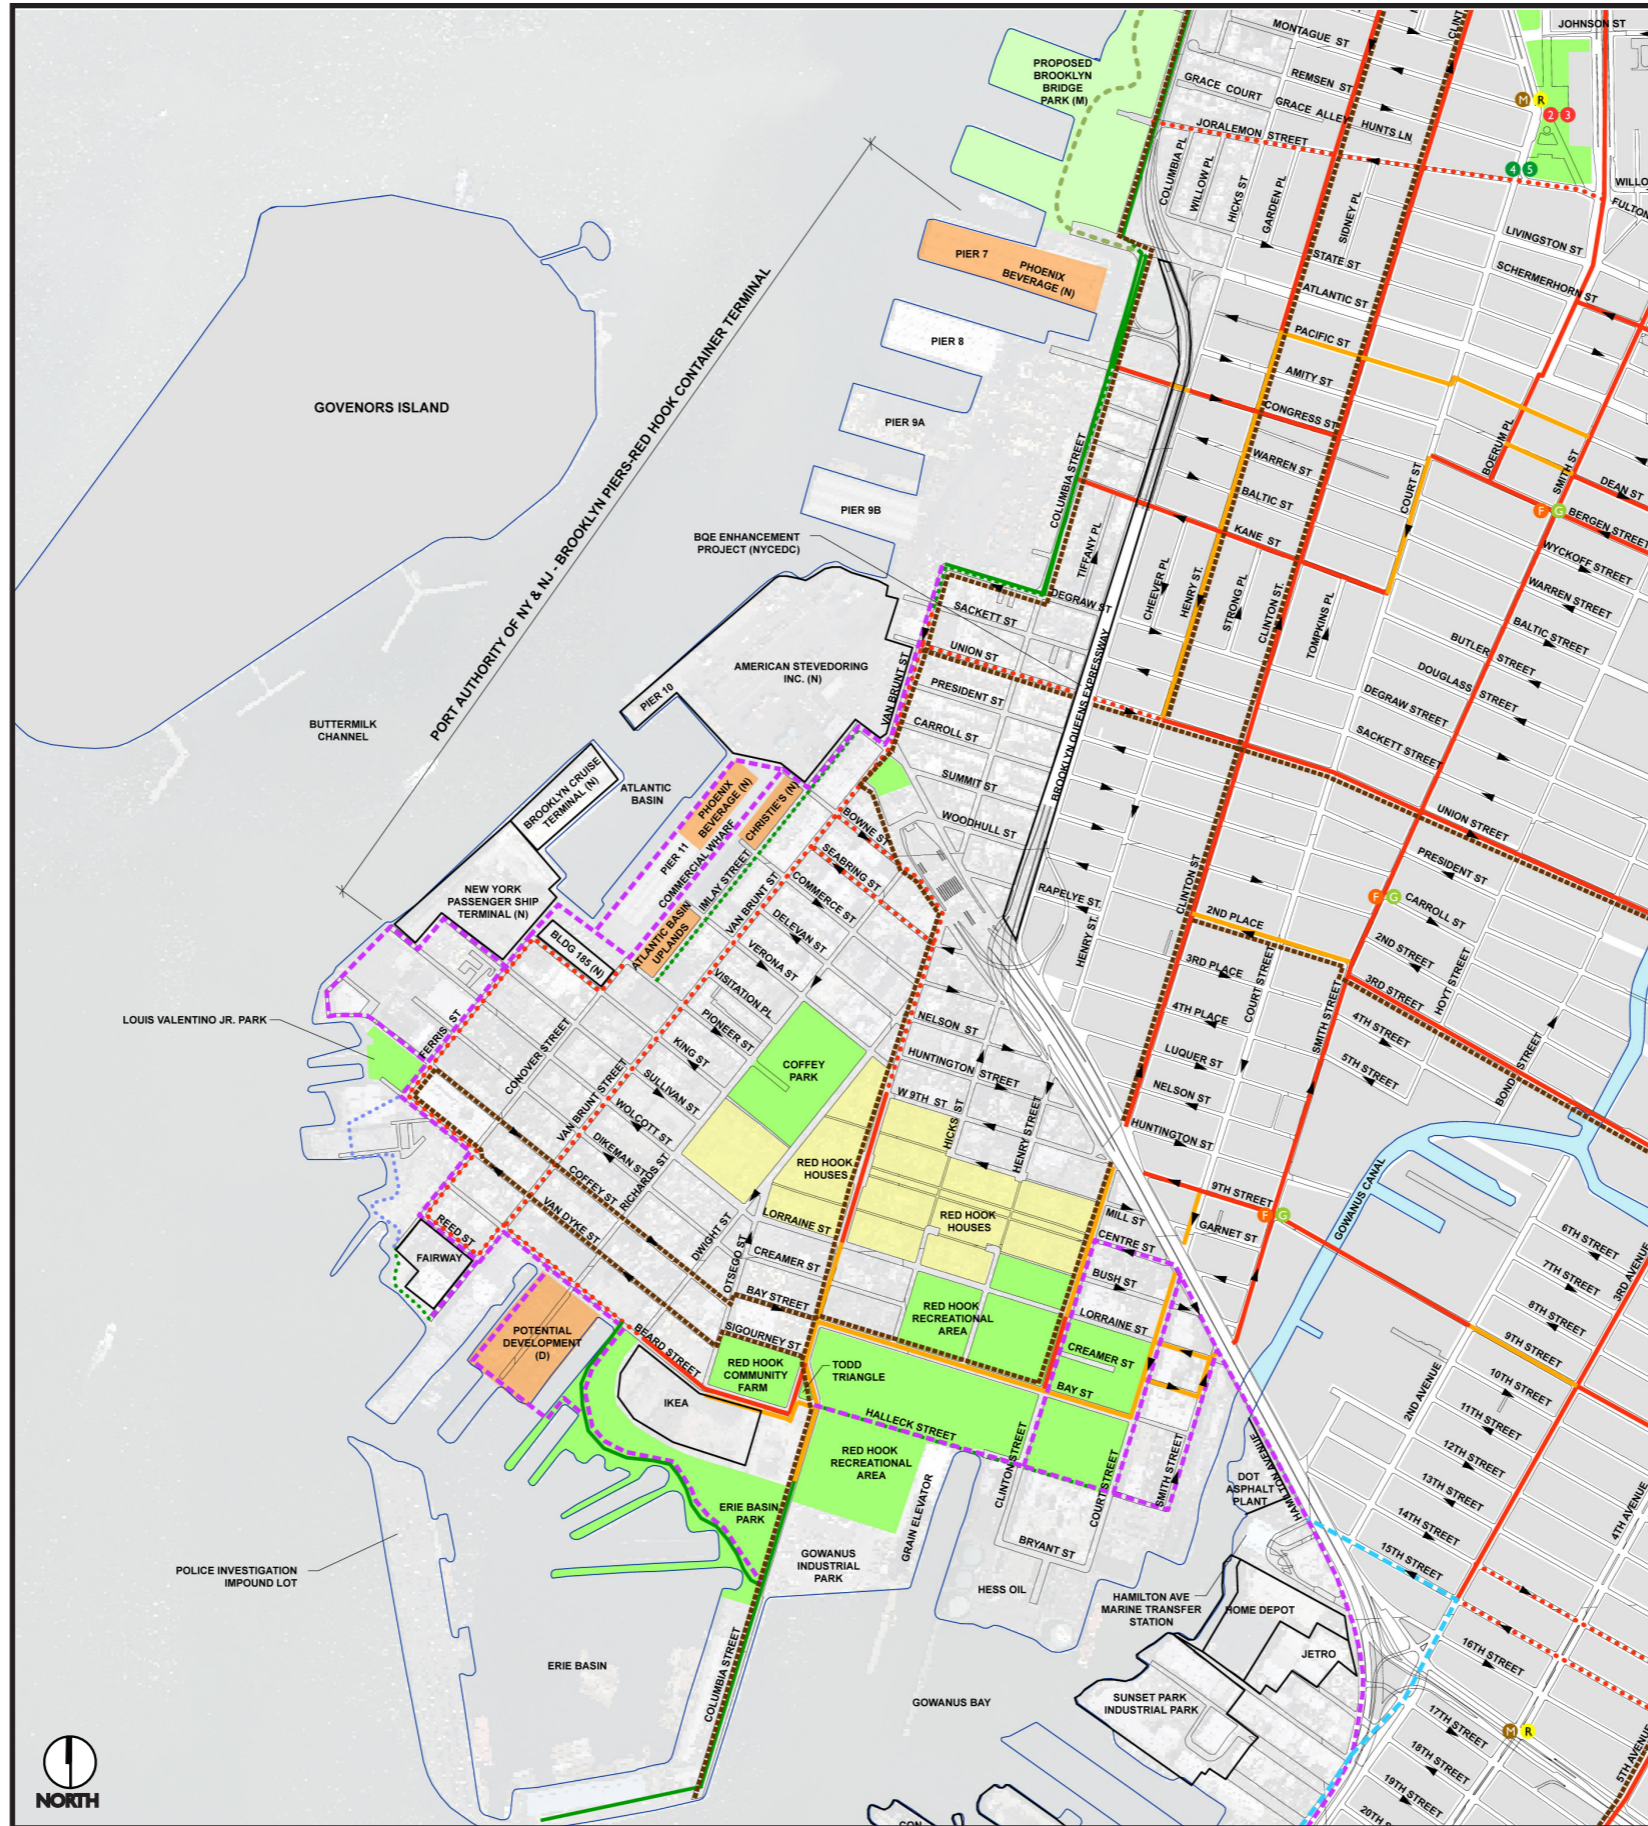 JOHNSON ST
MONTAGUE ST
CLINT
PROPOSED
BROOKLYN
BRIDGE
PARK (M)
REMSEN ST
GRACE COURT
GRACE ALLEY
HUNTS LN
M R
2 3
JORALEMON STREET
4 5
COLUMBIA PL
WILLOW PL
HICKS ST
GARDEN PL
SIDNEY PL
WILLO
FULTON
LIVINGSTON ST
STATE ST
SCHERMERHORN ST
ATLANTIC ST
PIER 7
PHOENIX
BEVERAGE (N)
PIER 8
PACIFIC ST
AMITY ST
PORT AUTHORITY OF NY & NJ - BROOKLYN PIERS-RED HOOK CONTAINER TERMINAL
GOVENORS ISLAND
PIER 9A
CONGRESS ST
BOERUM PL
SMITH ST
COLUMBIA STREET
WARREN ST
COURT ST
DEAN ST
BALTIC ST
PIER 9B
F G
BERGEN STREET
BQE ENHANCEMENT
PROJECT (NYCEDC)
TIFFANY PL
KANE ST
WYCKOFF STREET
CHEEVER PL
HENRY ST.
STRONG PL
CLINTON ST.
TOMPKINS PL
WARREN STREET
DEGRAW ST
SACKETT ST
BALTIC STREET
BUTLER STREET
UNION ST
DOUGLASS STREET
AMERICAN STEVEDORING
INC. (N)
VAN BRUNT ST
PRESIDENT ST
BROOKLYN QUEENS EXPRESSWAY
DEGRAW STREET
PIER 10
CARROLL ST
SACKETT STREET
BUTTERMILK
CHANNEL
BROOKLYN CRUISE
TERMINAL (N)
ATLANTIC
BASIN
SUMMIT ST
PHOENIX
BEVERAGE (N)
CHRISTIE'S (N)
WOODHULL ST
UNION STREET
BOWNE ST
PIER 11
COMMERCIAL WHARF
IMLAY STREET
SEABRING ST
PRESIDENT ST
VAN BRUNT ST
COMMERCE ST
RAPELYE ST.
CLINTON ST
F G
CARROLL ST
NEW YORK
PASSENGER SHIP
TERMINAL (N)
DELEVAN ST
HENRY ST.
2ND PLACE
BLDG 185 (N)
ATLANTIC BASIN
UPLANDS
VERONA ST
2ND STREET
3RD PLACE
COURT STREET
HOYT STREET
VISITATION PL
3RD STREET
LOUIS VALENTINO JR. PARK
FERRIS ST
PIONEER ST
NELSON ST
4TH PLACE
SMITH STREET
4TH STREET
CONOVER STREET
KING ST
COFFEY
PARK
HUNTINGTON STREET
LUQUER ST
5TH STREET
BOND STREET
SULLIVAN ST
W 9TH ST
NELSON ST
VAN BRUNT STREET
WOLCOTT ST
HICKS ST
HENRY STREET
HUNTINGTON ST
DIKEMAN ST
RED HOOK
HOUSES
COFFEY ST
RICHARDS ST
9TH STREET
GOWANUS CANAL
VAN DYKE ST
LORRAINE ST
RED HOOK
HOUSES
MILL ST
F G
REED ST
DWIGHT ST
CENTRE ST
GARNET ST
6TH STREET
FAIRWAY
OTSEGO ST
CREAMER ST
BUSH ST
7TH STREET
3RD AVENUE
BAY STREET
RED HOOK
RECREATIONAL
AREA
LORRAINE ST
8TH STREET
POTENTIAL
DEVELOPMENT
(D)
BEARD STREET
SIGOURNEY ST
CREAMER ST
9TH STREET
RED HOOK
COMMUNITY
FARM
TODD
TRIANGLE
BAY ST
10TH STREET
IKEA
2ND AVENUE
HALLECK STREET
11TH STREET
RED HOOK
RECREATIONAL
AREA
CLINTON STREET
COURT STREET
SMITH STREET
HAMILTON AVENUE
12TH STREET
DOT
ASPHALT
PLANT
13TH STREET
ERIE BASIN
PARK
GRAIN ELEVATOR
14TH STREET
4TH AVENUE
POLICE INVESTIGATION
IMPOUND LOT
GOWANUS
INDUSTRIAL
PARK
BRYANT ST
15TH STREET
HESS OIL
HAMILTON AVE
MARINE TRANSFER
STATION
HOME DEPOT
COLUMBIA STREET
16TH STREET
ERIE BASIN
JETRO
GOWANUS BAY
SUNSET PARK
INDUSTRIAL PARK
17TH STREET
M R
18TH STREET
5TH AVENUE
19TH STREET
NORTH
20TH S
CON